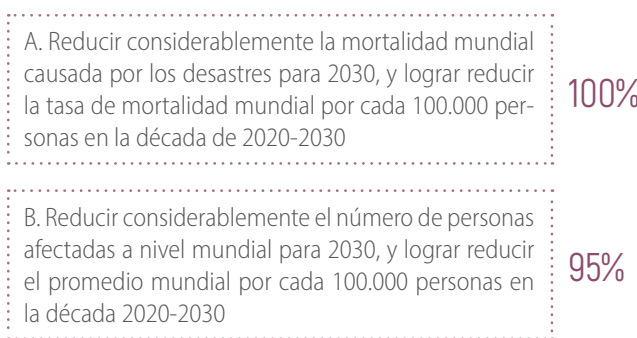 A. Reducir considerablemente la mortalidad mundial
causada por los desastres para 2030, y lograr reducir
la tasa de mortalidad mundial por cada 100.000 per-
sonas en la década de 2020-2030
100%
B. Reducir considerablemente el número de personas
afectadas a nivel mundial para 2030, y lograr reducir
el promedio mundial por cada 100.000 personas en
la década 2020-2030
95%